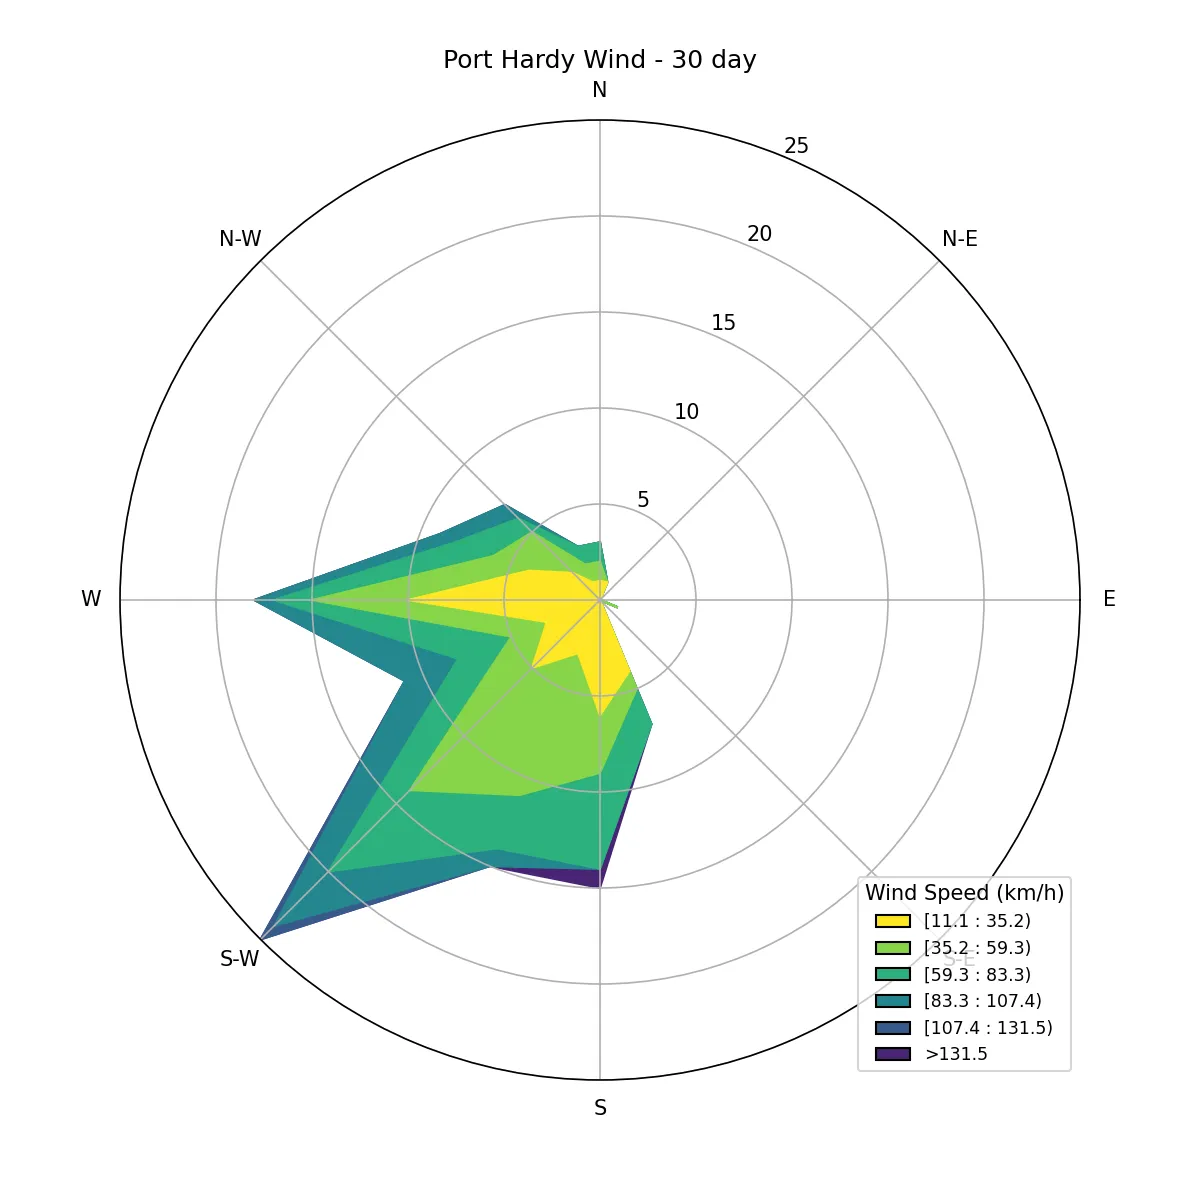 Port Hardy Wind - 30 day
N
25
N-W
20
N-E
15
10
5
W
E
Wind Speed (km/h)
[11.1 : 35.2)
[35.2 : 59.3)
S-W
S-E
[59.3 : 83.3)
[83.3 : 107.4)
[107.4 : 131.5)
>131.5
S